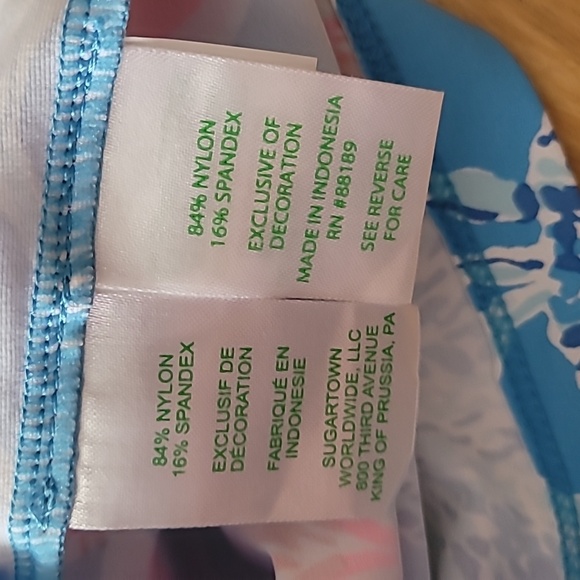 84% NYLON
16% SPANDEX
EXCLUSIVE OF
DECORATION
MADE IN INDONESIA
RN #88189
SEE REVERSE
FOR CARE
84% NYLON
16% SPANDEX
EXCLUSIF DE
DÉCORATION
FABRIQUÉ EN
INDONESIE
SUGARTOWN
WORLDWIDE, LLC
800 THIRD AVENUE
KING OF PRUSSIA, PA